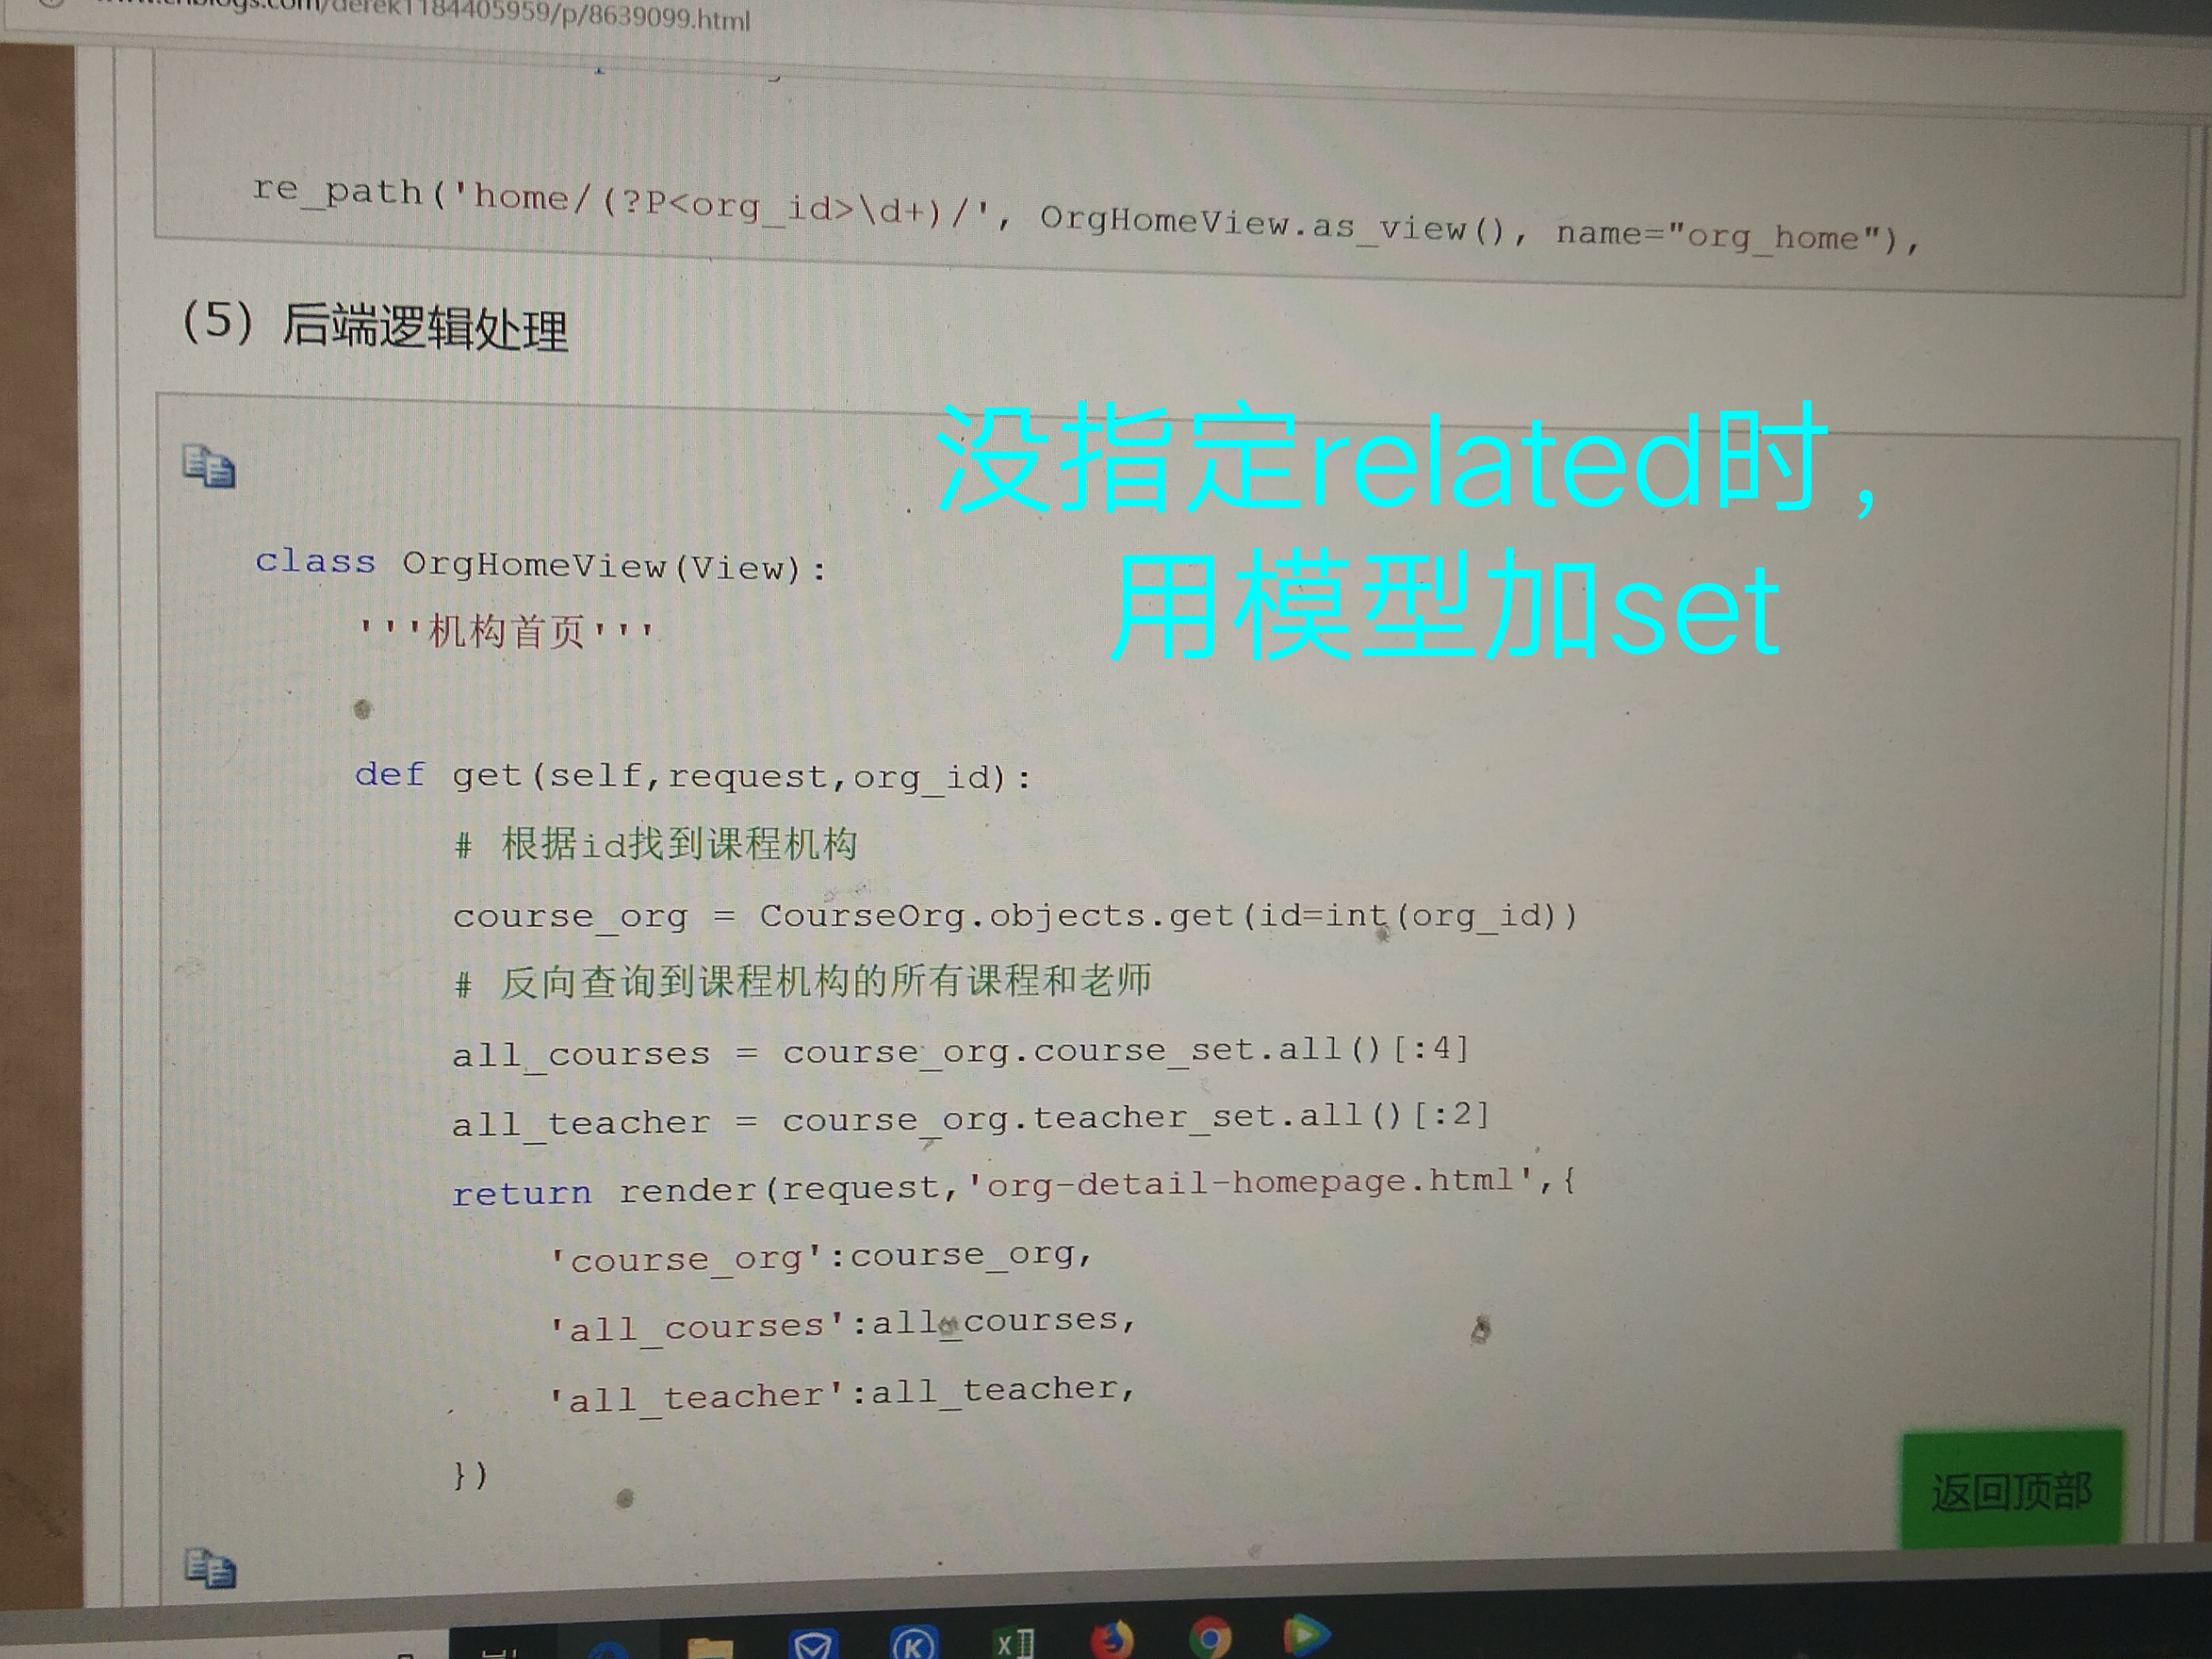 derek1184405959/p/8639099.html
re_path('home/(?P<org_id>\d+)/', OrgHomeView.as_view(), name="org_home"),
(5) 后端逻辑处理
没指定related时，
用模型加set
class OrgHomeView(View):
'''机构首页'''
def get(self,request,org_id):
# 根据id找到课程机构
course_org = CourseOrg.objects.get(id=int(org_id))
# 反向查询到课程机构的所有课程和老师
all_courses = course_org.course_set.all()[:4]
all_teacher = course_org.teacher_set.all()[:2]
return render(request,'org-detail-homepage.html',{
'course_org':course_org,
'all_courses':all_courses,
'all_teacher':all_teacher,
})
返回顶部